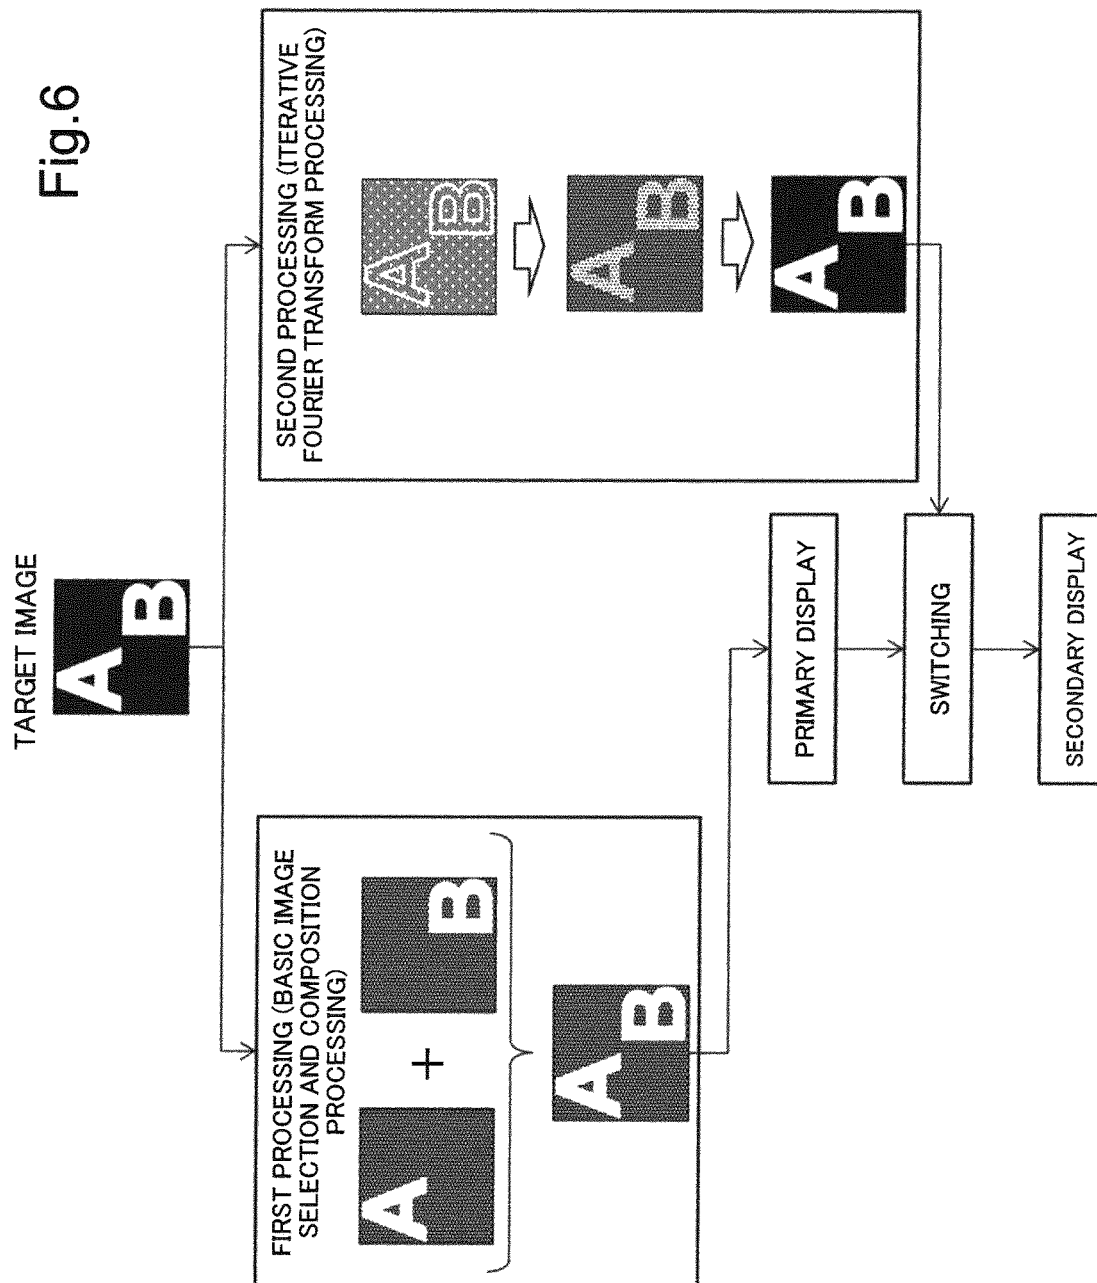 Fig.6
TARGET IMAGE
A
B
FIRST PROCESSING (BASIC IMAGE
SELECTION AND COMPOSITION
PROCESSING)
A
+
B
A
B
SECOND PROCESSING (ITERATIVE
FOURIER TRANSFORM PROCESSING)
A
B
A
B
A
B
PRIMARY DISPLAY
SWITCHING
SECONDARY DISPLAY